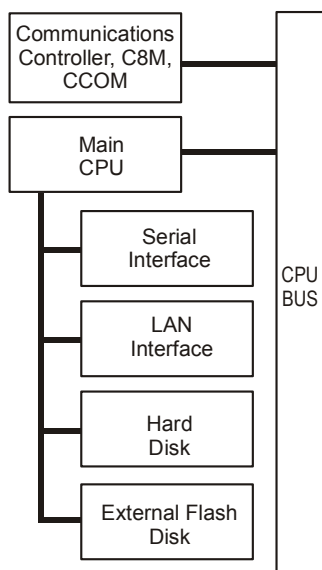 Communications
Controller, C8M,
CCOM
Main
CPU
Serial
Interface
LAN
Interface
CPU
BUS
Hard
Disk
External Flash
Disk